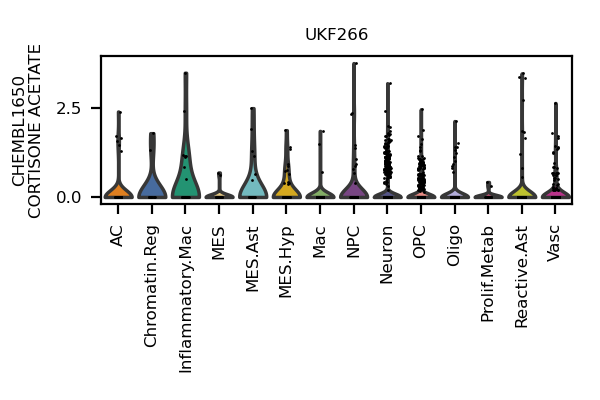 UKF266
CHEMBL1650
CORTISONE ACETATE
2.5
0.0
AC
Chromatin.Reg
Inflammatory.Mac
MES
MES.Ast
MES.Hyp
Mac
NPC
Neuron
OPC
Oligo
Prolif.Metab
Reactive.Ast
Vasc